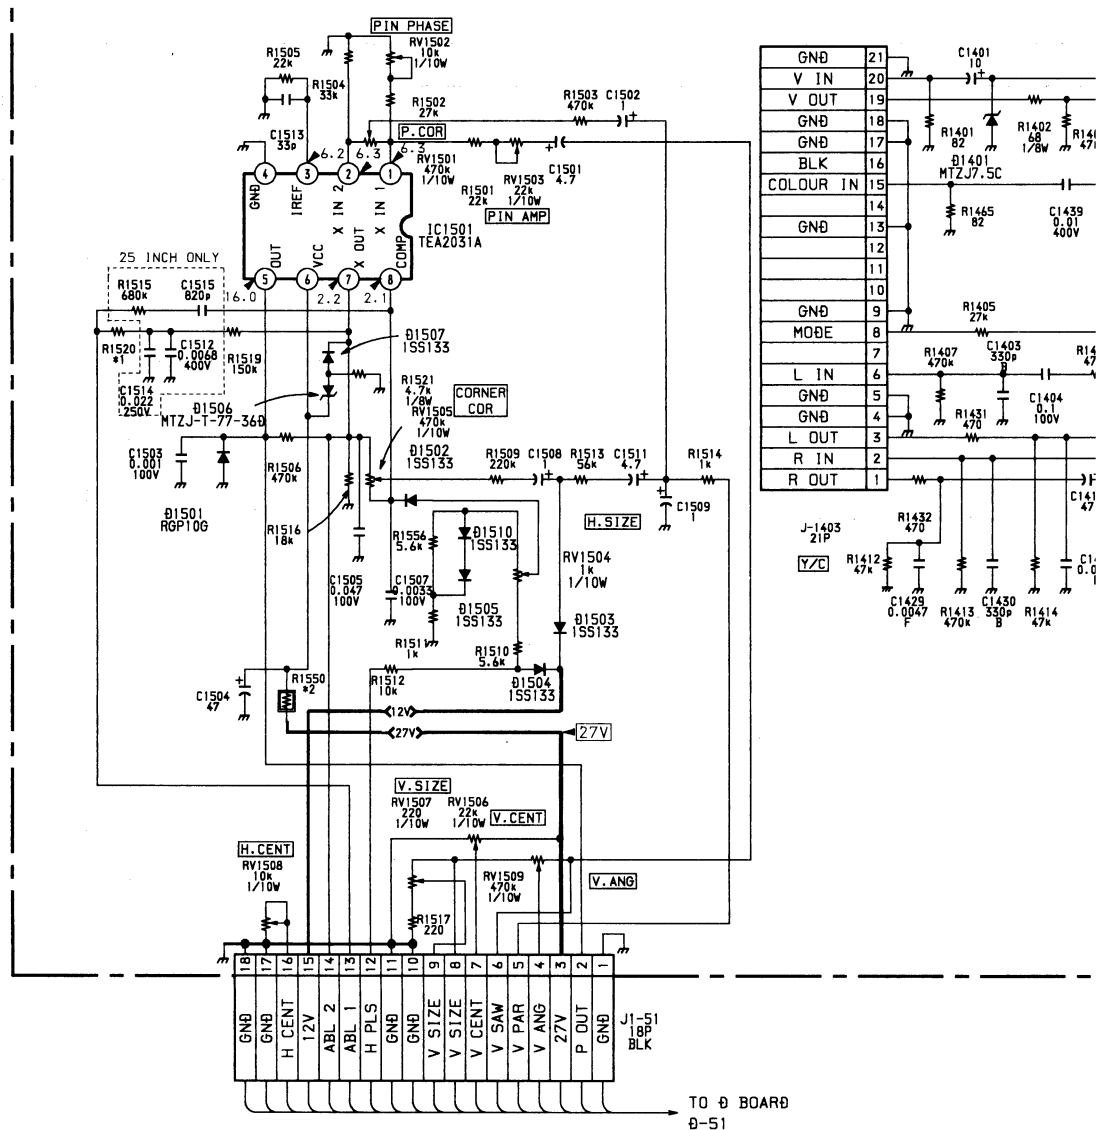 PIN PHASE
RV1502
10k
1/10W
R1505
22k
R1504
33k
C1513
33p
R1502
27k
R1503
470k
C1502
1
P.COR
6.2
6.3
6.3
RV1501
470k
1/10W
R1501
22k
RV1503
22k
1/10W
C1501
4.7
PIN AMP
4
3
2
1
GND
IREF
X IN 2
X IN 1
IC1501
TEA2031A
OUT
VCC
X OUT
COMP
5
6
7
8
16.0
2.2
2.1
25 INCH ONLY
R1515
680k
C1515
820p
R1520
*1
C1512
0.0068
400V
R1519
150k
C1514
0.022
250V
D1507
1SS133
D1506
MTZJ-T-77-36D
R1521
4.7k
1/8W
RV1505
470k
1/10W
CORNER
COR
D1502
1SS133
C1503
0.001
100V
R1506
470k
D1501
RGP10G
R1516
18k
R1509
220k
C1508
1
R1513
56k
C1511
4.7
R1514
1k
C1509
1
H.SIZE
R1556
5.6k
D1510
1SS133
RV1504
1k
1/10W
C1505
0.047
100V
C1507
0.0033
100V
D1505
1SS133
D1503
1SS133
R1511
1k
R1510
5.6k
C1504
47
R1550
*2
R1512
10k
D1504
1SS133
12V
27V
27V
V.SIZE
RV1507
220
1/10W
RV1506
22k
1/10W
V.CENT
H.CENT
RV1508
10k
1/10W
RV1509
470k
1/10W
V.ANG
R1517
220
18
17
16
15
14
13
12
11
10
9
8
7
6
5
4
3
2
1
GND
GND
H CENT
12V
ABL 2
ABL 1
H PLS
GND
GND
V SIZE
V SIZE
V CENT
V SAW
V PAR
V ANG
27V
P OUT
GND
J1-51
18P
BLK
TO D BOARD
D-51
GND 21
V IN 20
V OUT 19
GND 18
GND 17
BLK 16
COLOUR IN 15
14
GND 13
12
11
10
GND 9
MODE 8
7
L IN 6
GND 5
GND 4
L OUT 3
R IN 2
R OUT 1
J-1403
21P
Y/C
C1401
10
R1401
82
D1401
MTZJ7.5C
R1402
68
1/8W
R1465
82
C1439
0.01
400V
R1405
27k
R1407
470k
C1403
330p
B
C1404
0.1
100V
R1431
470
R1432
470
R1412
47k
C1429
0.0047
F
R1413
470k
C1430
330p
B
R1414
47k